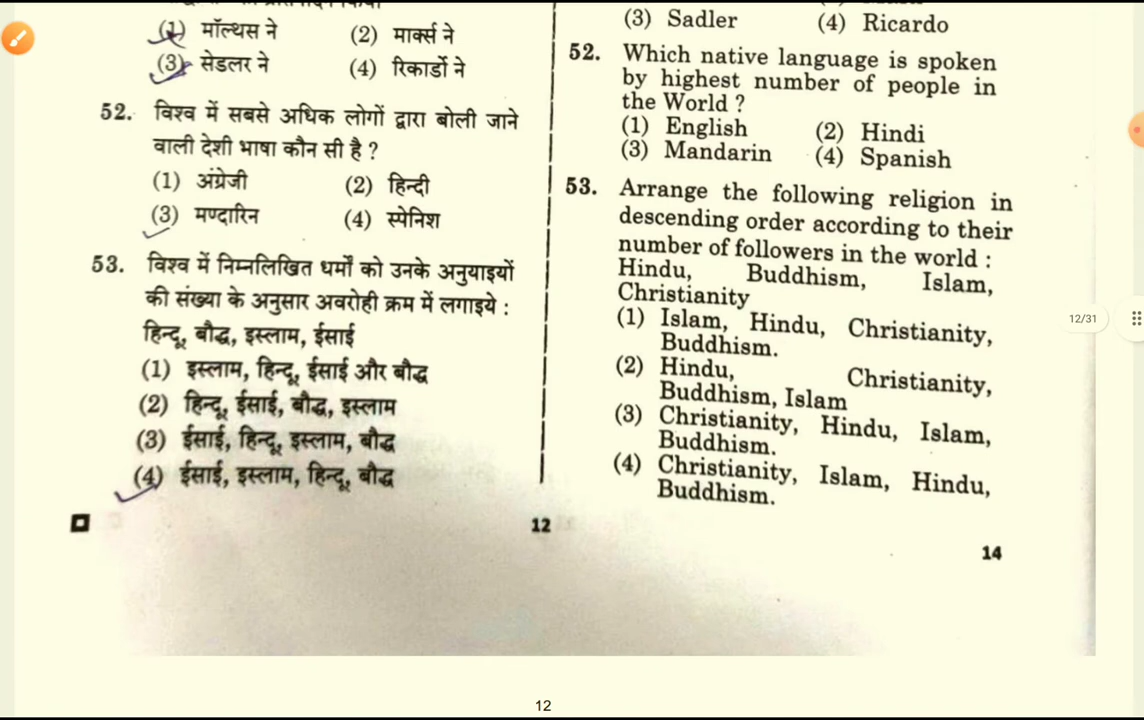 (1) मॉल्थस ने (2) मार्क्स ने
(3) सेडलर ने (4) रिकार्डो ने
52. विश्व में सबसे अधिक लोगों द्वारा बोली जाने
वाली देशी भाषा कौन सी है ?
(1) अंग्रेजी (2) हिन्दी
(3) मण्दारिन (4) स्पेनिश
53. विश्व में निम्नलिखित धर्मों को उनके अनुयाइयों
की संख्या के अनुसार अवरोही क्रम में लगाइये :
हिन्दू, बौद्ध, इस्लाम, ईसाई
(1) इस्लाम, हिन्दू, ईसाई और बौद्ध
(2) हिन्दू, ईसाई, बौद्ध, इस्लाम
(3) ईसाई, हिन्दू, इस्लाम, बौद्ध
(4) ईसाई, इस्लाम, हिन्दू, बौद्ध
(3) Sadler (4) Ricardo
52. Which native language is spoken
by highest number of people in
the World ?
(1) English (2) Hindi
(3) Mandarin (4) Spanish
53. Arrange the following religion in
descending order according to their
number of followers in the world :
Hindu, Buddhism, Islam,
Christianity
(1) Islam, Hindu, Christianity,
Buddhism.
(2) Hindu, Christianity,
Buddhism, Islam
(3) Christianity, Hindu, Islam,
Buddhism.
(4) Christianity, Islam, Hindu,
Buddhism.
12/31
12
14
12